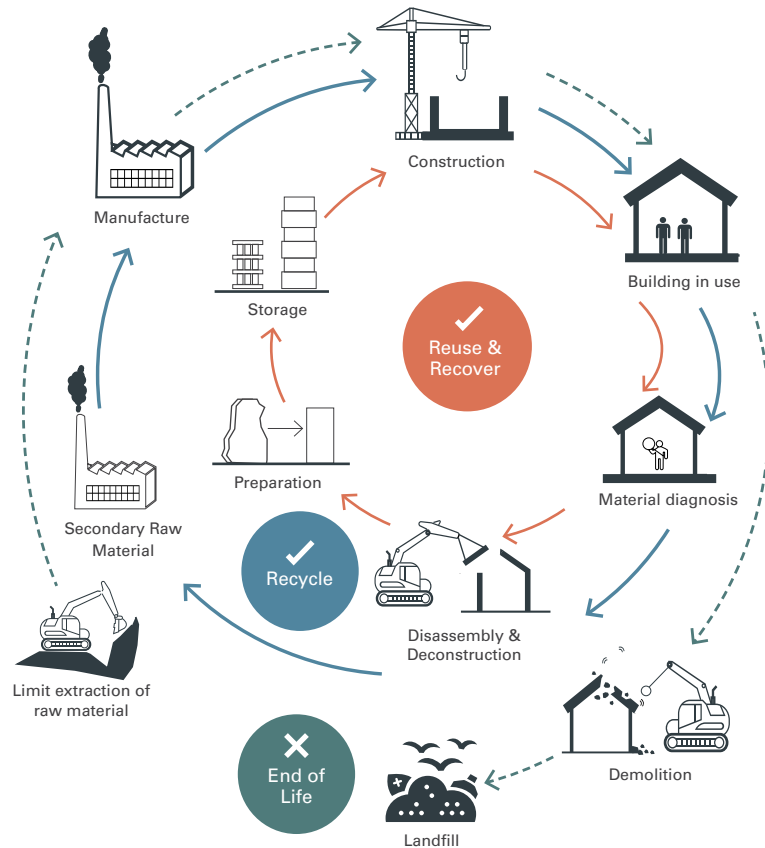 Construction
Manufacture
Building in use
Storage
Reuse &
Recover
Preparation
Material diagnosis
Secondary Raw
Material
Recycle
Disassembly &
Deconstruction
Limit extraction of
raw material
End of
Life
Demolition
Landfill